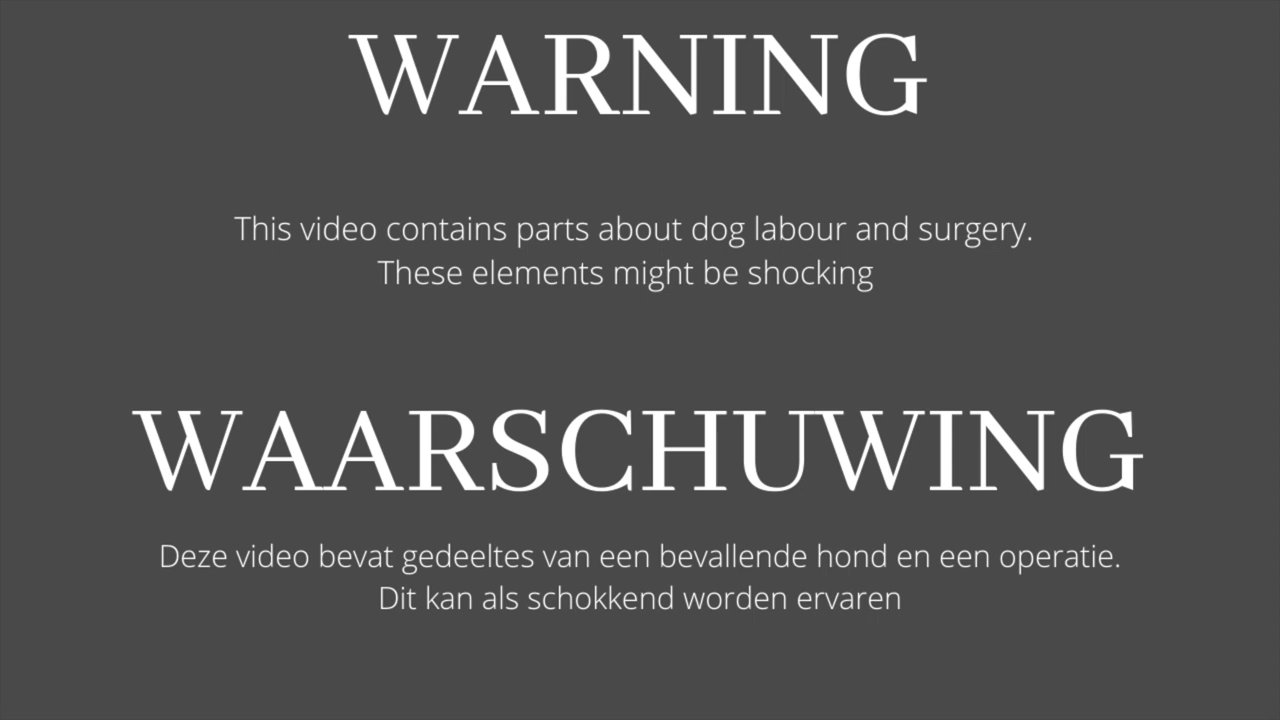 WARNING
This video contains parts about dog labour and surgery.
These elements might be shocking
WAARSCHUWING
Deze video bevat gedeeltes van een bevallende hond en een operatie.
Dit kan als schokkend worden ervaren